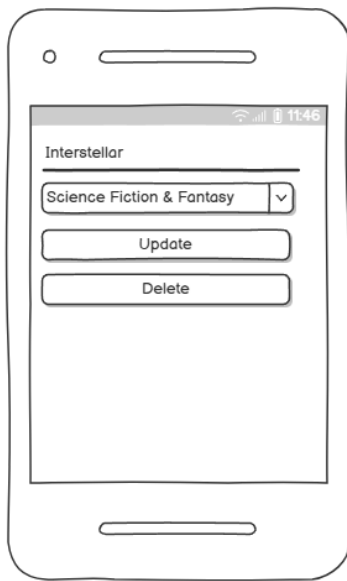 11:46
Interstellar
Science Fiction & Fantasy
Update
Delete